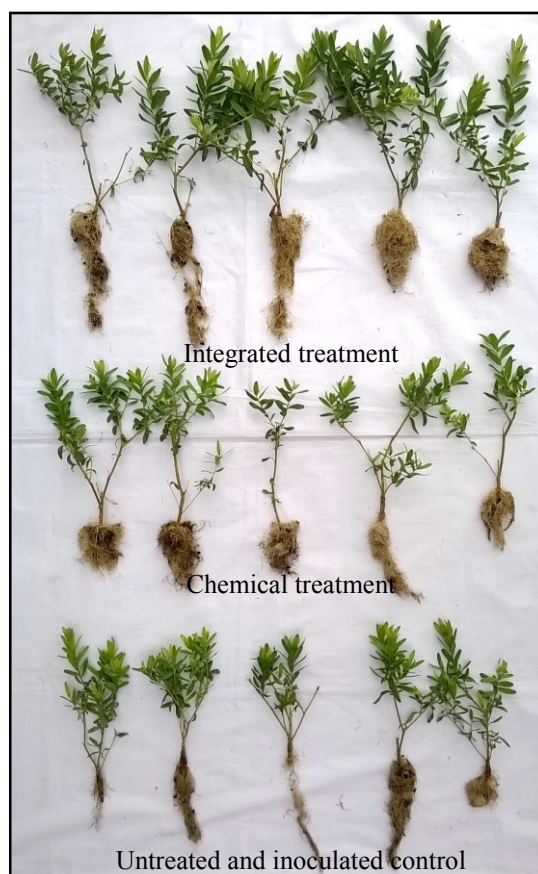 Integrated treatment
Chemical treatment
Untreated and inoculated control